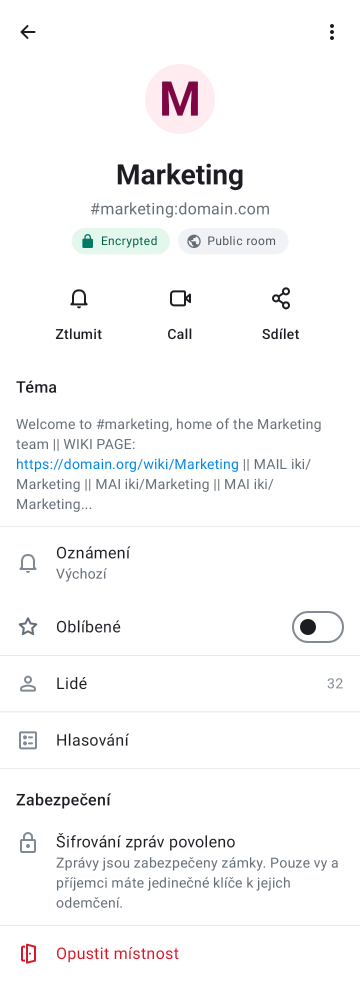 M
Marketing
#marketing:domain.com
Encrypted
Public room
Ztlumit
Call
Sdílet
Téma
Welcome to #marketing, home of the Marketing
team || WIKI PAGE:
https://domain.org/wiki/Marketing || MAIL iki/
Marketing || MAI iki/Marketing || MAI iki/
Marketing...
Oznámení
Výchozí
Oblíbené
Lidé
32
Hlasování
Zabezpečení
Šifrování zpráv povoleno
Zprávy jsou zabezpečeny zámky. Pouze vy a
příjemci máte jedinečné klíče k jejich
odemčení.
Opustit místnost